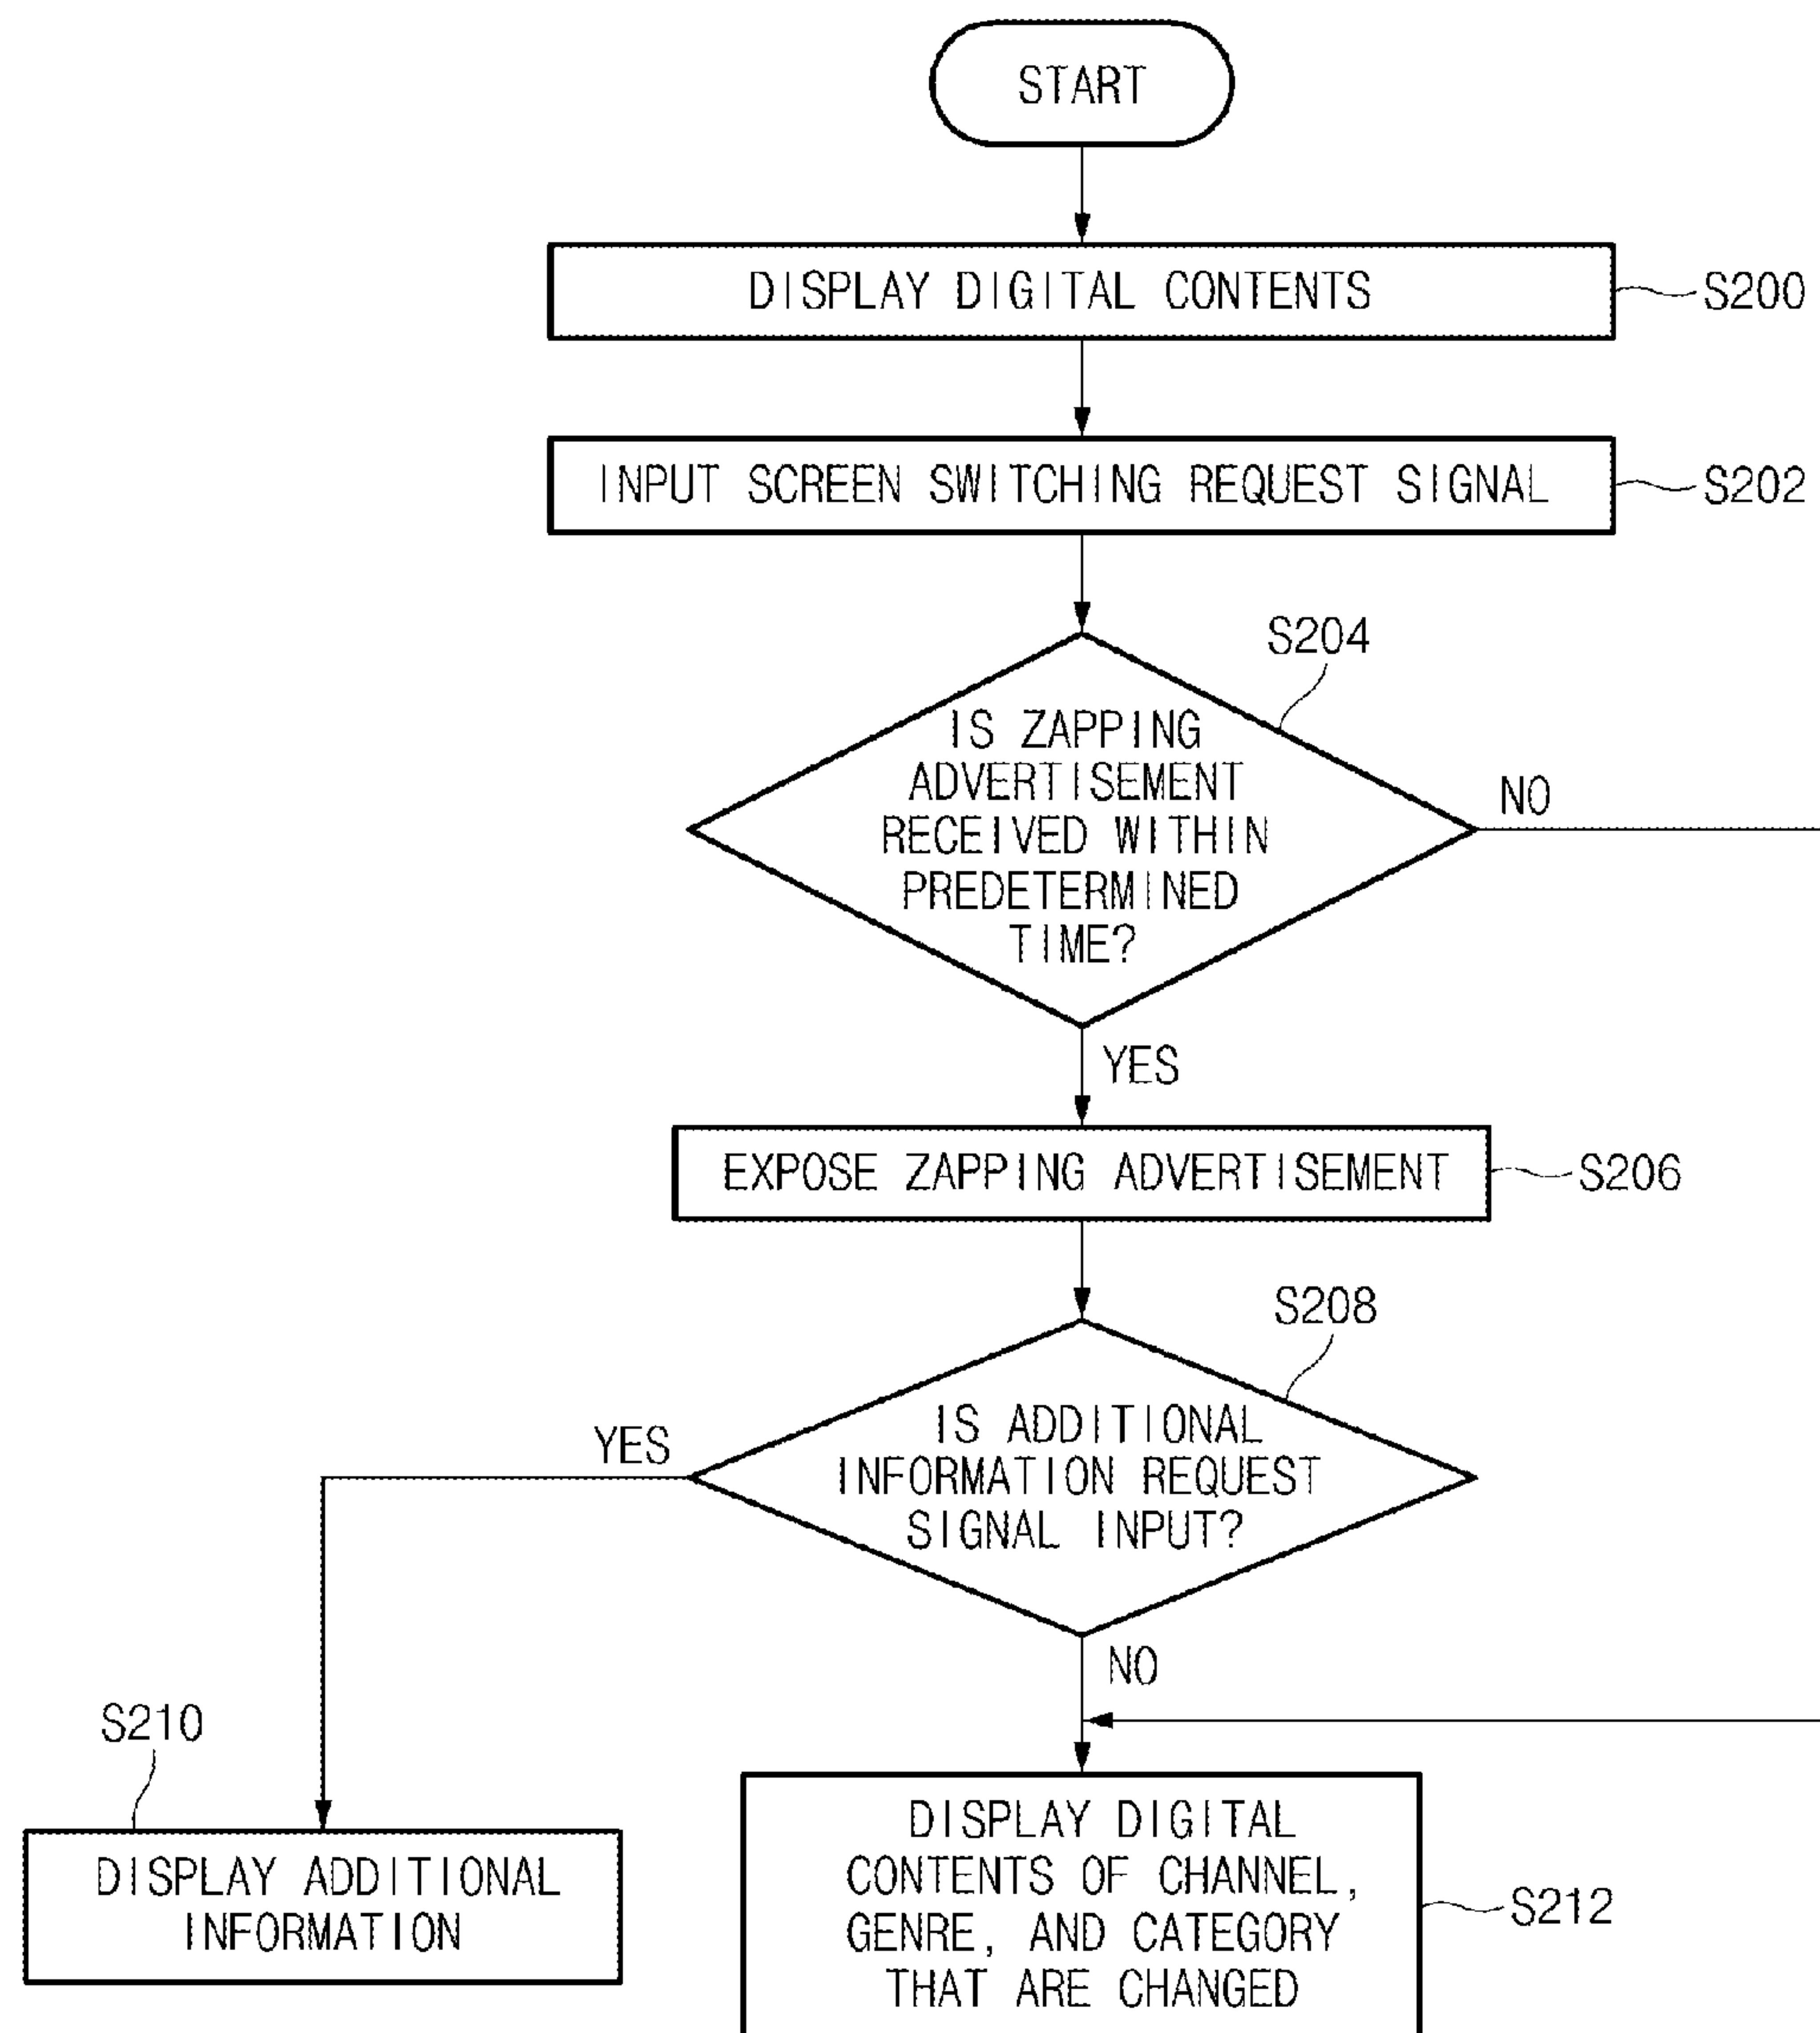 START
DISPLAY DIGITAL CONTENTS
S200
INPUT SCREEN SWITCHING REQUEST SIGNAL
S202
S204
IS ZAPPING
ADVERTISEMENT
RECEIVED WITHIN
PREDETERMINED
TIME?
NO
YES
EXPOSE ZAPPING ADVERTISEMENT
S206
S208
IS ADDITIONAL
INFORMATION REQUEST
SIGNAL INPUT?
YES
NO
S210
DISPLAY ADDITIONAL
INFORMATION
DISPLAY DIGITAL
CONTENTS OF CHANNEL,
GENRE, AND CATEGORY
THAT ARE CHANGED
S212